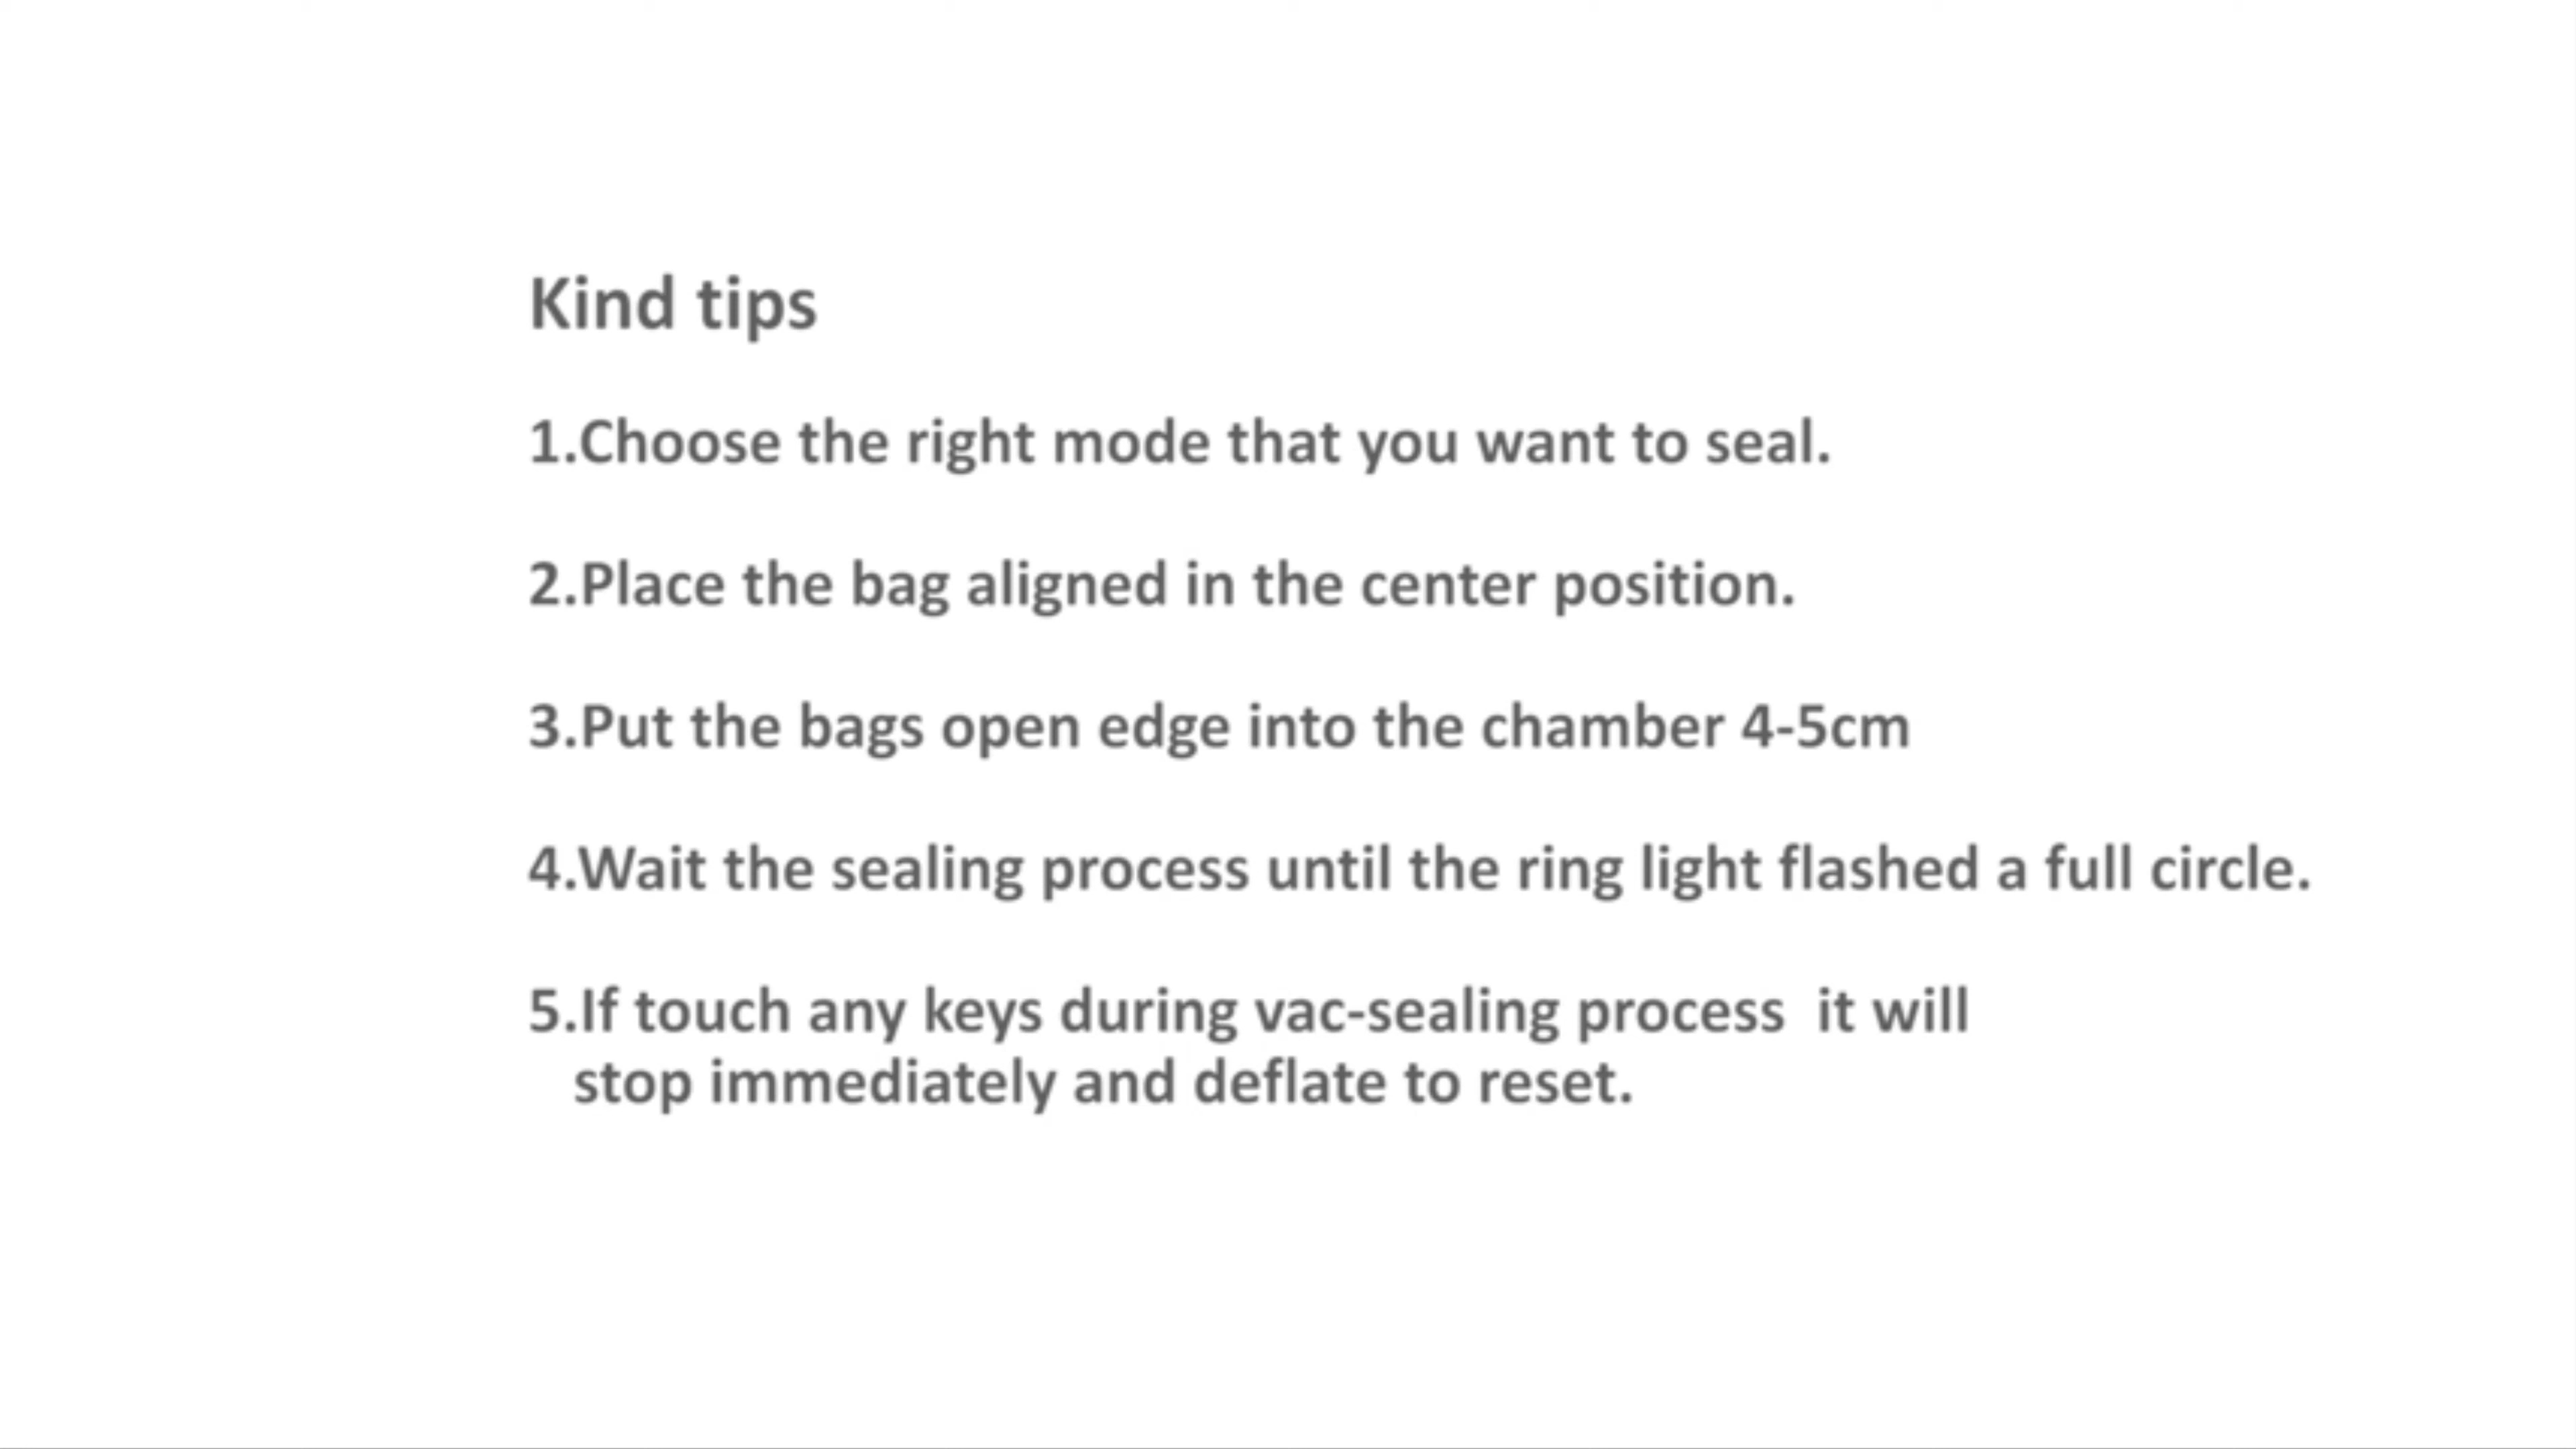 Kind tips
1.Choose the right mode that you want to seal.
2.Place the bag aligned in the center position.
3.Put the bags open edge into the chamber 4-5cm
4.Wait the sealing process until the ring light flashed a full circle.
5.If touch any keys during vac-sealing process  it will
stop immediately and deflate to reset.